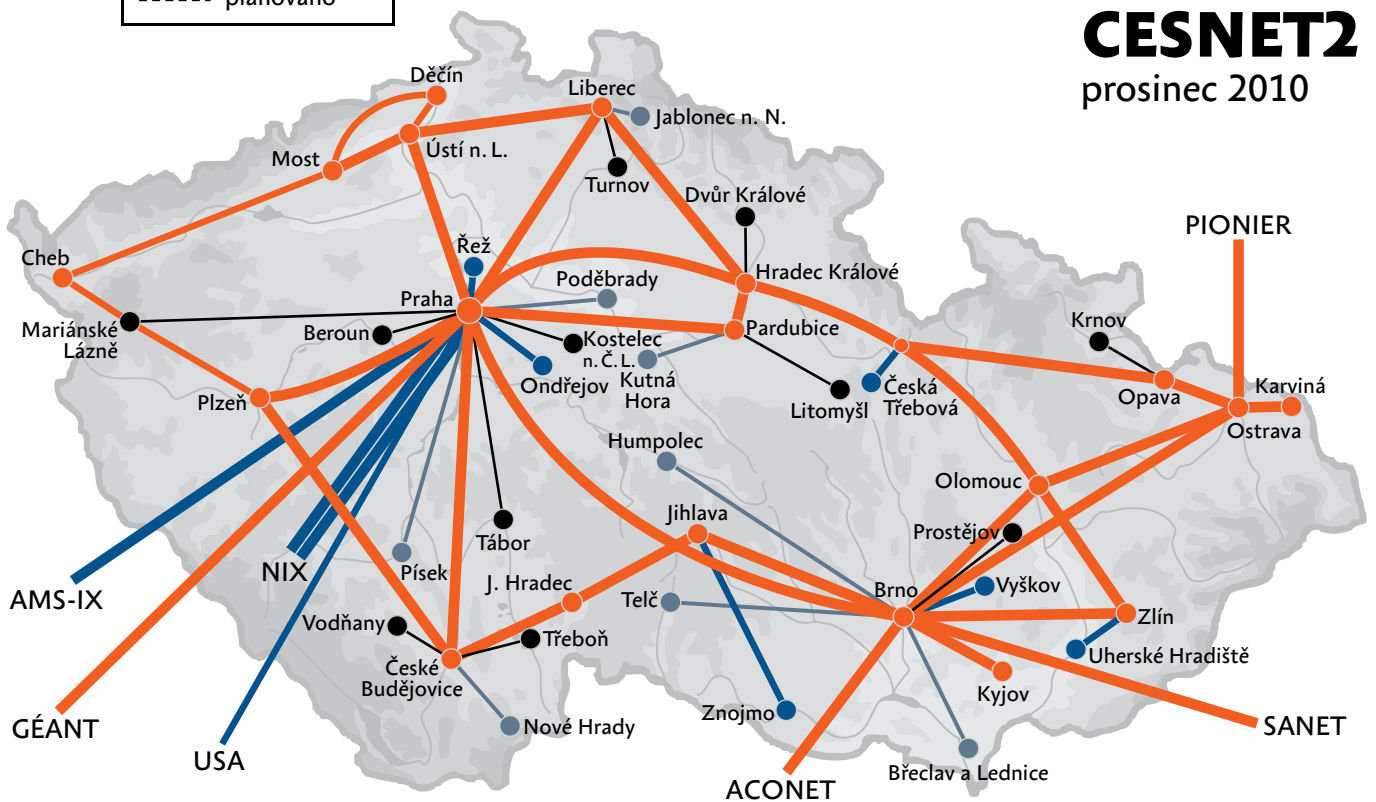 plánováno
CESNET2
prosinec 2010
Děčín
Liberec
Jablonec n. N.
Ústí n. L.
Most
Turnov
Dvůr Králové
PIONIER
Řež
Cheb
Hradec Králové
Poděbrady
Praha
Mariánské
Lázně
Beroun
Kostelec
n. Č. L.
Pardubice
Krnov
Ondřejov
Kutná
Hora
Litomyšl
Česká
Třebová
Opava
Karviná
Ostrava
Plzeň
Humpolec
Olomouc
Jihlava
Prostějov
Tábor
NIX
Písek
J. Hradec
Telč
Brno
Vyškov
AMS-IX
Vodňany
Třeboň
Zlín
České
Budějovice
Uherské Hradiště
Kyjov
GÉANT
Nové Hrady
Znojmo
SANET
USA
Břeclav a Lednice
ACONET